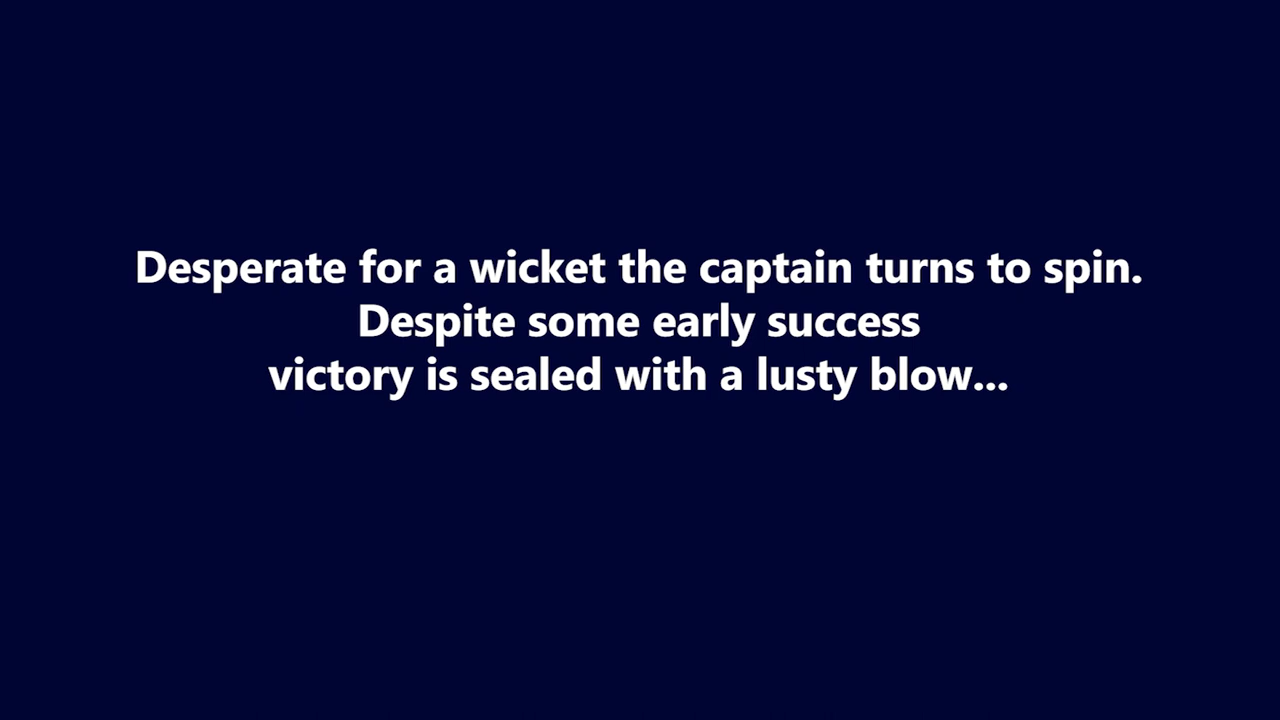 Desperate for a wicket the captain turns to spin.
Despite some early success
victory is sealed with a lusty blow...